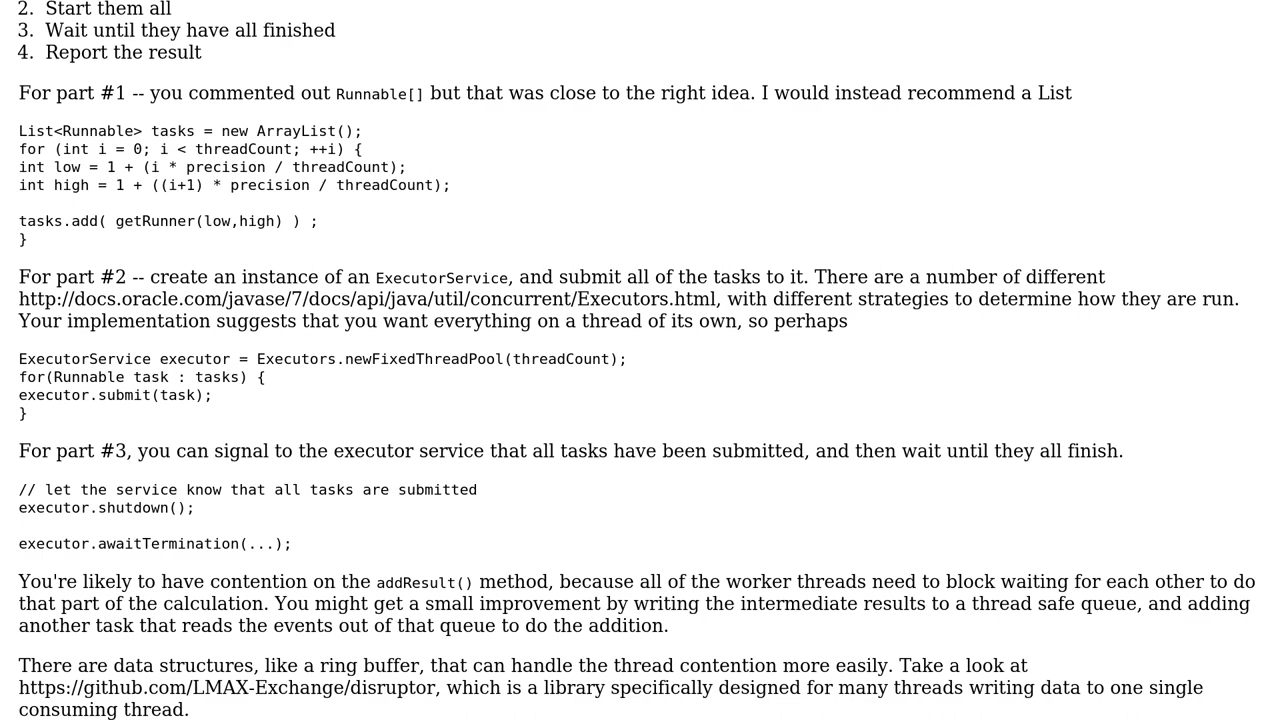 2. Start them all
3. Wait until they have all finished
4. Report the result
For part #1 -- you commented out Runnable[] but that was close to the right idea. I would instead recommend a List
List<Runnable> tasks = new ArrayList();
for (int i = 0; i < threadCount; ++i) {
int low = 1 + (i * precision / threadCount);
int high = 1 + ((i+1) * precision / threadCount);
tasks.add( getRunner(low,high) ) ;
}
For part #2 -- create an instance of an ExecutorService, and submit all of the tasks to it. There are a number of different
http://docs.oracle.com/javase/7/docs/api/java/util/concurrent/Executors.html, with different strategies to determine how they are run.
Your implementation suggests that you want everything on a thread of its own, so perhaps
ExecutorService executor = Executors.newFixedThreadPool(threadCount);
for(Runnable task : tasks) {
executor.submit(task);
}
For part #3, you can signal to the executor service that all tasks have been submitted, and then wait until they all finish.
// let the service know that all tasks are submitted
executor.shutdown();
executor.awaitTermination(...);
You're likely to have contention on the addResult() method, because all of the worker threads need to block waiting for each other to do
that part of the calculation. You might get a small improvement by writing the intermediate results to a thread safe queue, and adding
another task that reads the events out of that queue to do the addition.
There are data structures, like a ring buffer, that can handle the thread contention more easily. Take a look at
https://github.com/LMAX-Exchange/disruptor, which is a library specifically designed for many threads writing data to one single
consuming thread.